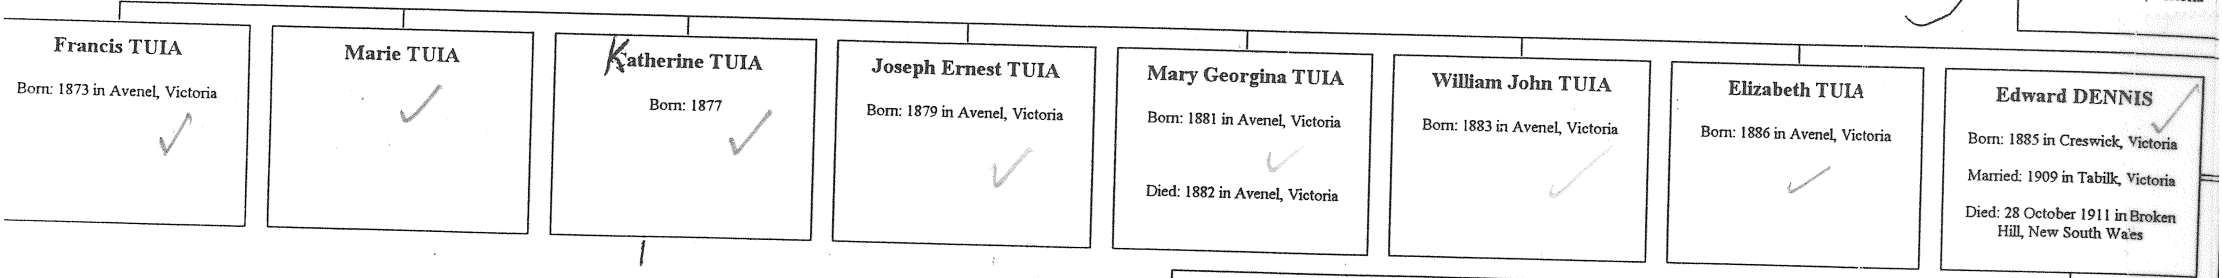 Francis TUIA
Born: 1873 in Avenel, Victoria
Marie TUIA
Katherine TUIA
Born: 1877
Joseph Ernest TUIA
Born: 1879 in Avenel, Victoria
Mary Georgina TUIA
Born: 1881 in Avenel, Victoria
Died: 1882 in Avenel, Victoria
William John TUIA
Born: 1883 in Avenel, Victoria
Elizabeth TUIA
Born: 1886 in Avenel, Victoria
Edward DENNIS
Born: 1885 in Creswick, Victoria
Married: 1909 in Tabilk, Victoria
Died: 28 October 1911 in Broken
Hill, New South Wales